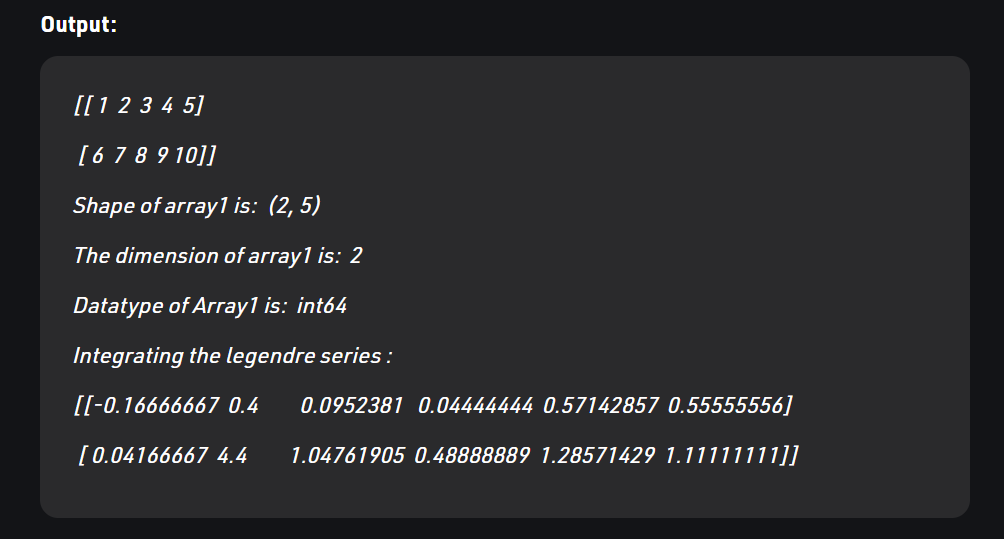 Output:
[[ 1 2 3 4 5]
[ 6 7 8 9 10]]
Shape of array1 is: (2, 5)
The dimension of array1 is: 2
Datatype of Array1 is: int64
Integrating the legendre series :
[[-0.16666667 0.4 0.0952381 0.04444444 0.57142857 0.55555556]
[ 0.04166667 4.4 1.04761905 0.48888889 1.28571429 1.11111111]]